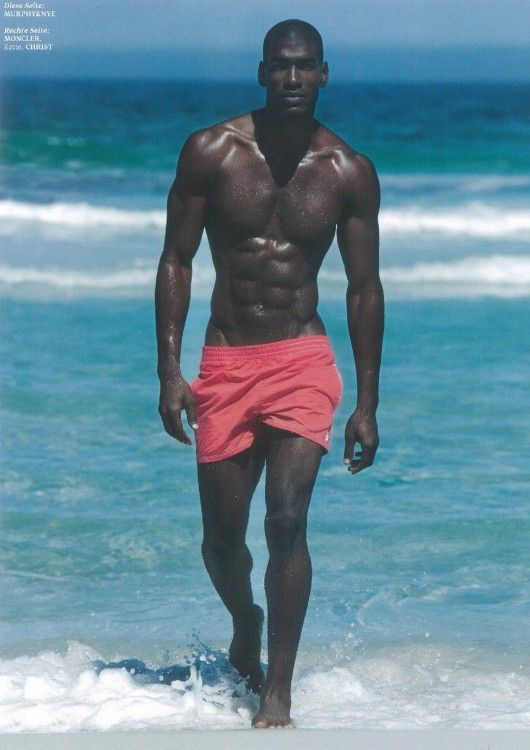 Diese Seite:
MURPHY&NYE
Rechte Seite:
MONCLER.
Kette, CHRIST